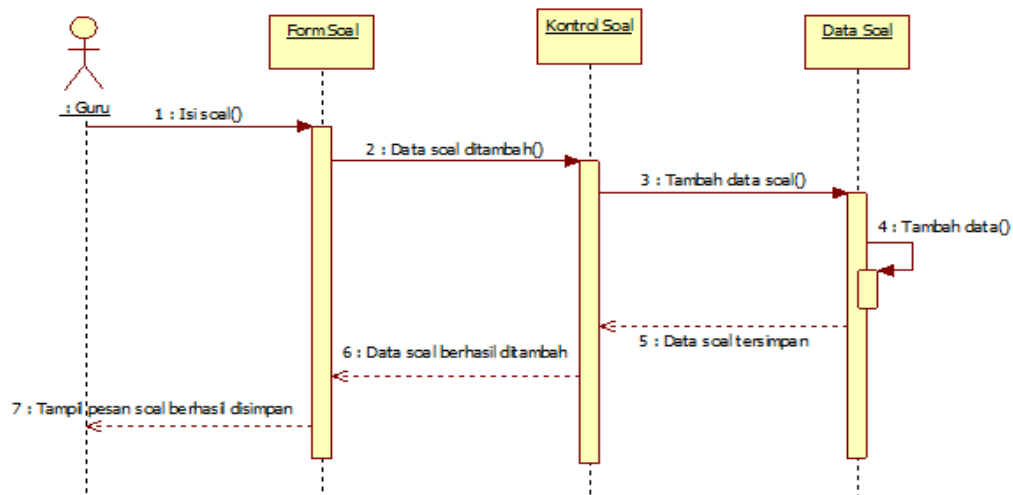 Form Soal
Kontrol Soal
Data Soal
: Guru
1 : Isi soal()
2 : Data soal ditambah()
3 : Tambah data soal()
4 : Tambah data()
5 : Data soal tersimpan
6 : Data soal berhasil ditambah
7 : Tampil pesan soal berhasil disimpan